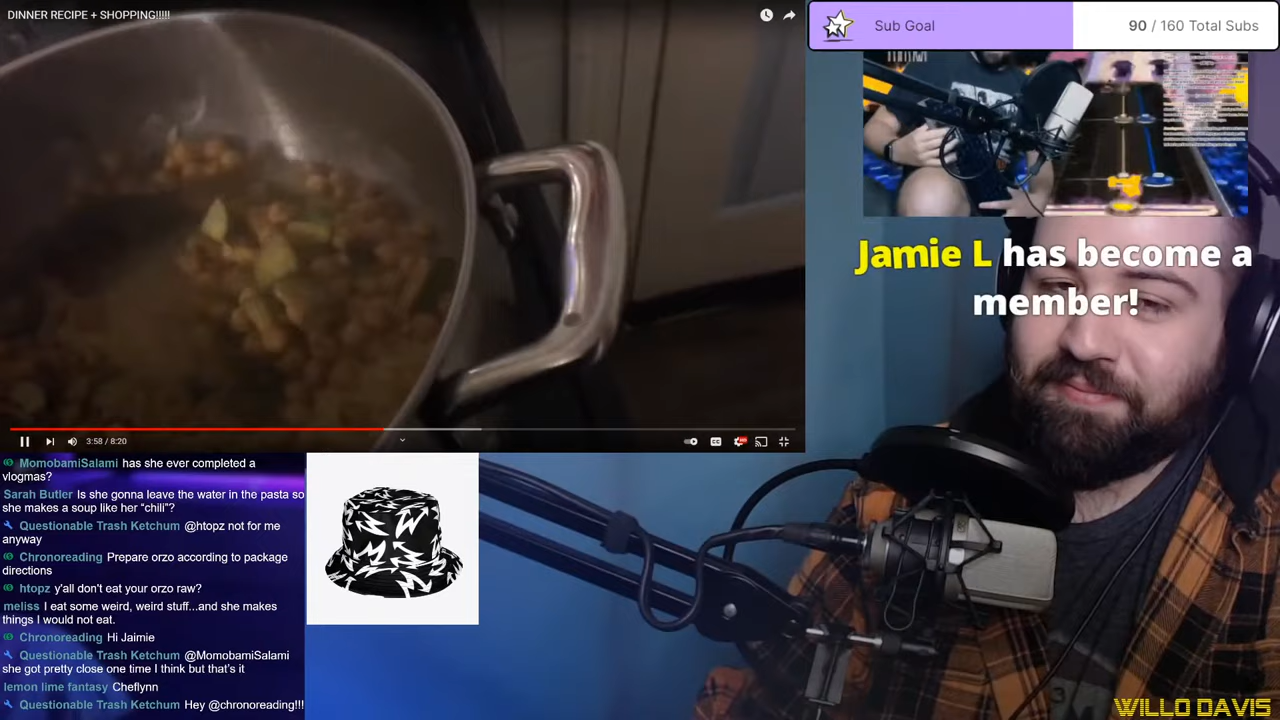 DINNER RECIPE + SHOPPING!!!!!
Sub Goal
90 / 160 Total Subs
Jamie L has become a
member!
3:58 / 8:20
CC
MomobamiSalami has she ever completed a
vlogmas?
Sarah Butler Is she gonna leave the water in the pasta so
she makes a soup like her “chili”?
Questionable Trash Ketchum @htopz not for me
anyway
Chronoreading Prepare orzo according to package
directions
htopz y'all don't eat your orzo raw?
meliss I eat some weird, weird stuff...and she makes
things I would not eat.
Chronoreading Hi Jaimie
Questionable Trash Ketchum @MomobamiSalami
she got pretty close one time I think but that's it
lemon lime fantasy Cheflynn
Questionable Trash Ketchum Hey @chronoreading!!!
WILLO DAVIS